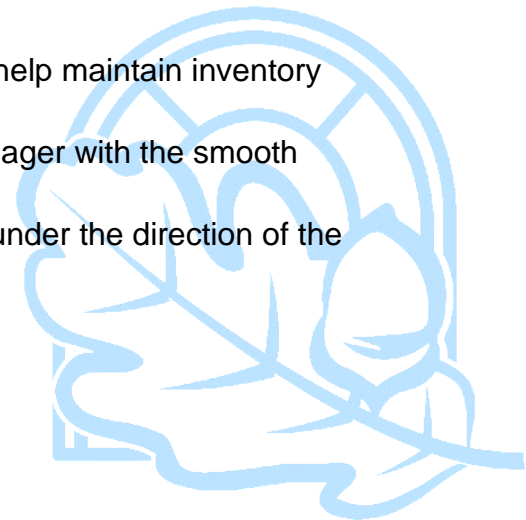 help maintain inventory
ager with the smooth
under the direction of the